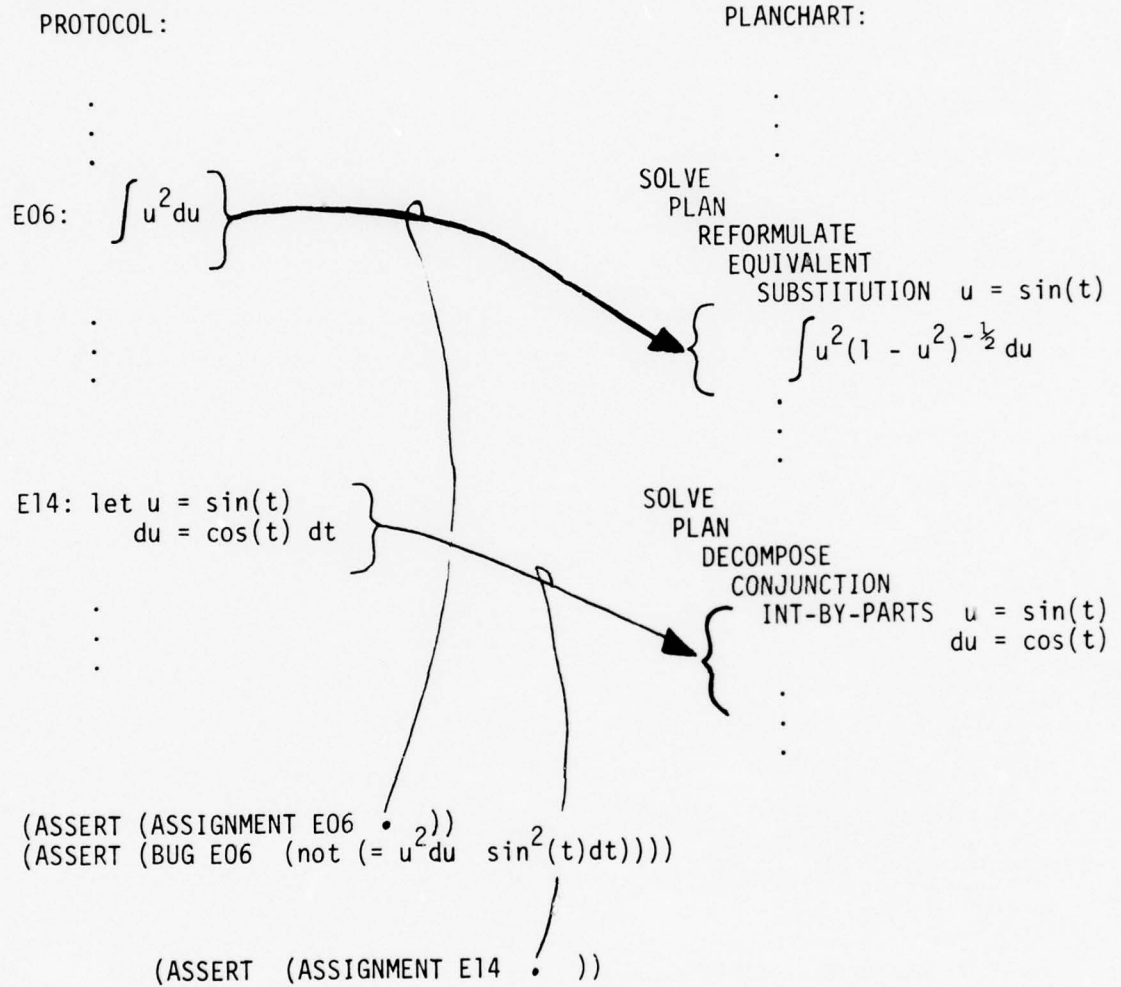 PROTOCOL:
PLANCHART:
E06: ∫ u²du
SOLVE
PLAN
REFORMULATE
EQUIVALENT
SUBSTITUTION u = sin(t)
∫ u²(1 - u²)^-½ du
E14: let u = sin(t)
du = cos(t) dt
SOLVE
PLAN
DECOMPOSE
CONJUNCTION
INT-BY-PARTS u = sin(t)
du = cos(t)
(ASSERT (ASSIGNMENT E06 • ))
(ASSERT (BUG E06 (not (= u²du sin²(t)dt))))
(ASSERT (ASSIGNMENT E14 • ))